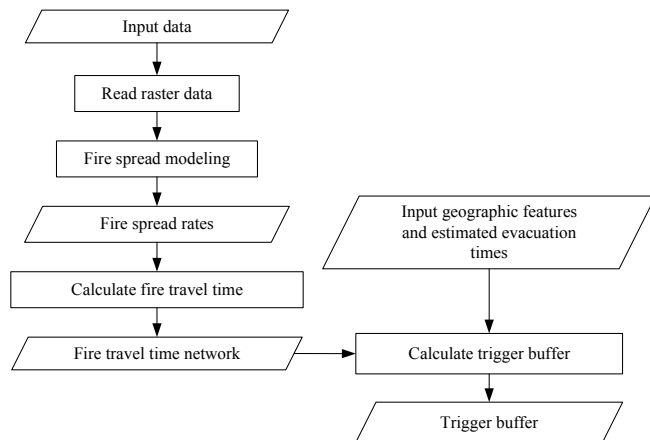 Input data
Read raster data
Fire spread modeling
Fire spread rates
Calculate fire travel time
Fire travel time network
Input geographic features
and estimated evacuation
times
Calculate trigger buffer
Trigger buffer